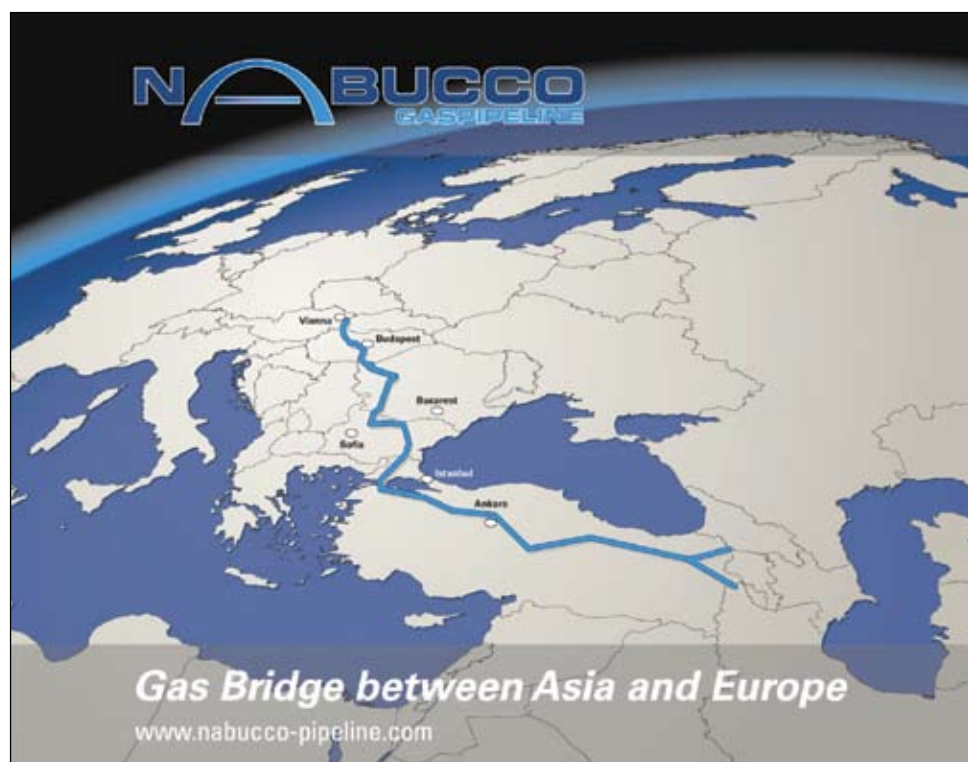 NABUCCO
GASPIPELINE
Vienna
Budapest
Bucarest
Sofia
Istanbul
Ankara
Gas Bridge between Asia and Europe
www.nabucco-pipeline.com